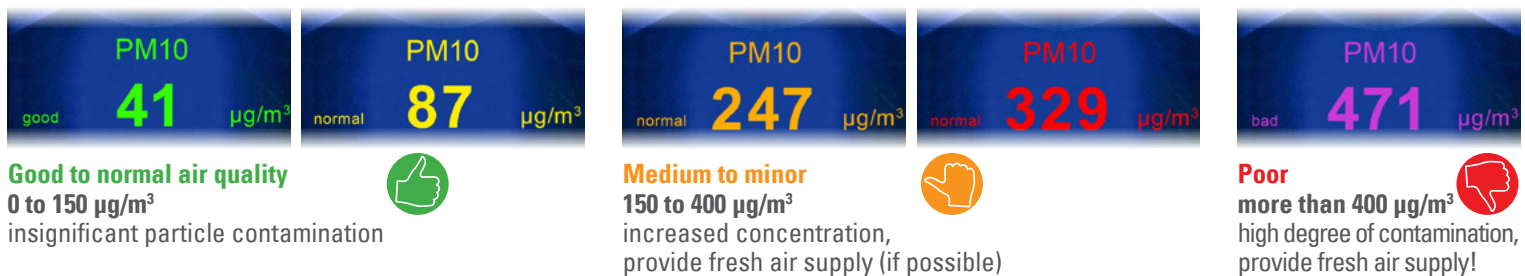 PM10
good 41 µg/m³
PM10
normal 87 µg/m³
Good to normal air quality
0 to 150 µg/m³
insignificant particle contamination
PM10
normal 247 µg/m³
PM10
normal 329 µg/m³
Medium to minor
150 to 400 µg/m³
increased concentration,
provide fresh air supply (if possible)
PM10
bad 471 µg/m³
Poor
more than 400 µg/m³
high degree of contamination,
provide fresh air supply!